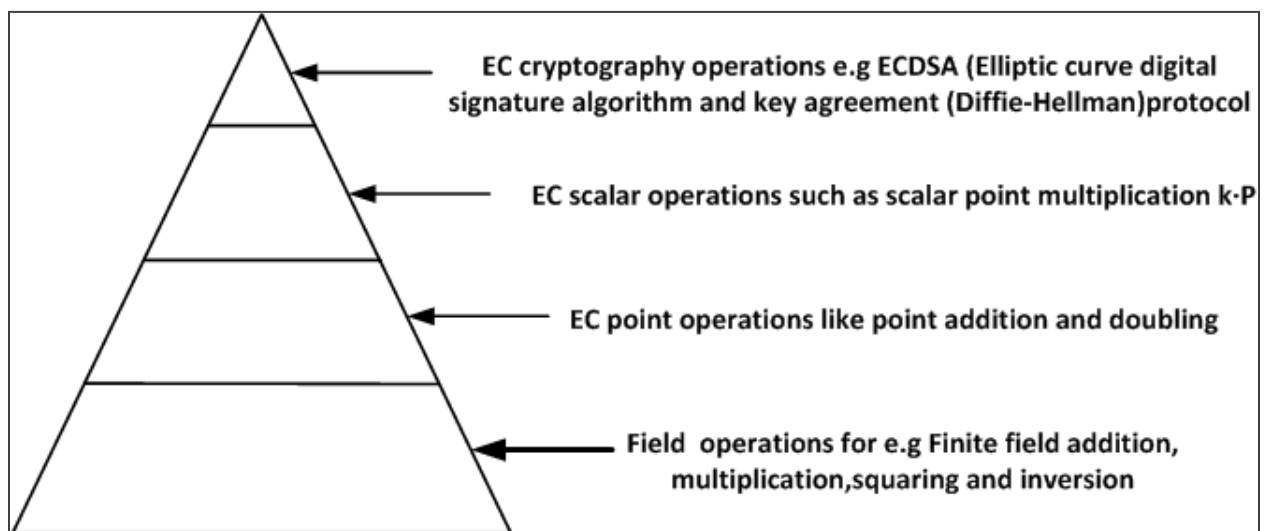 EC cryptography operations e.g ECDSA (Elliptic curve digital
signature algorithm and key agreement (Diffie-Hellman)protocol
EC scalar operations such as scalar point multiplication k·P
EC point operations like point addition and doubling
Field operations for e.g Finite field addition,
multiplication,squaring and inversion